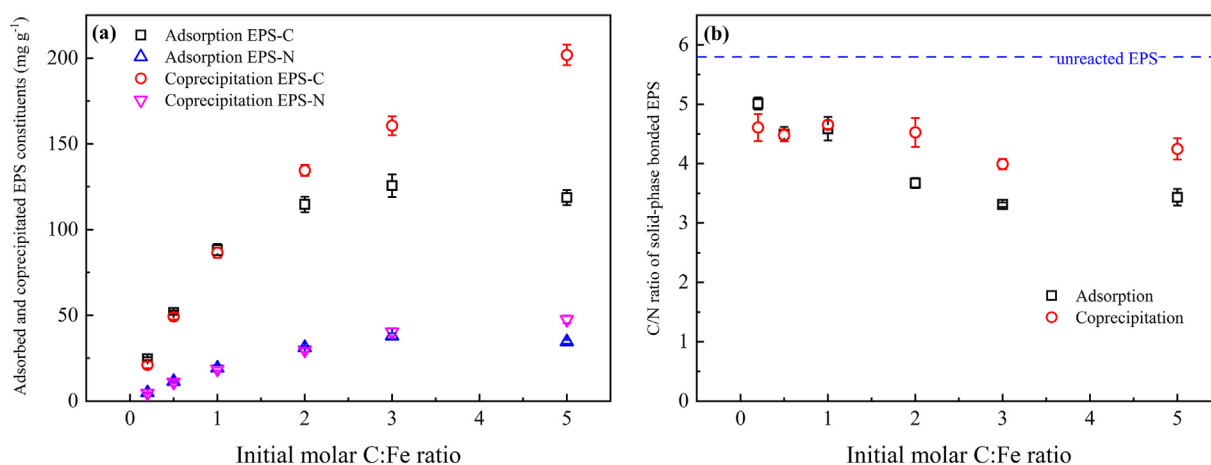 (a)
Adsorption EPS-C
Adsorption EPS-N
Coprecipitation EPS-C
Coprecipitation EPS-N
Adsorbed and coprecipitated EPS constituents (mg g⁻¹)
200
150
100
50
0
0 1 2 3 4 5
Initial molar C:Fe ratio
(b)
unreacted EPS
Adsorption
Coprecipitation
C/N ratio of solid-phase bonded EPS
6
5
4
3
2
1
0
0 1 2 3 4 5
Initial molar C:Fe ratio